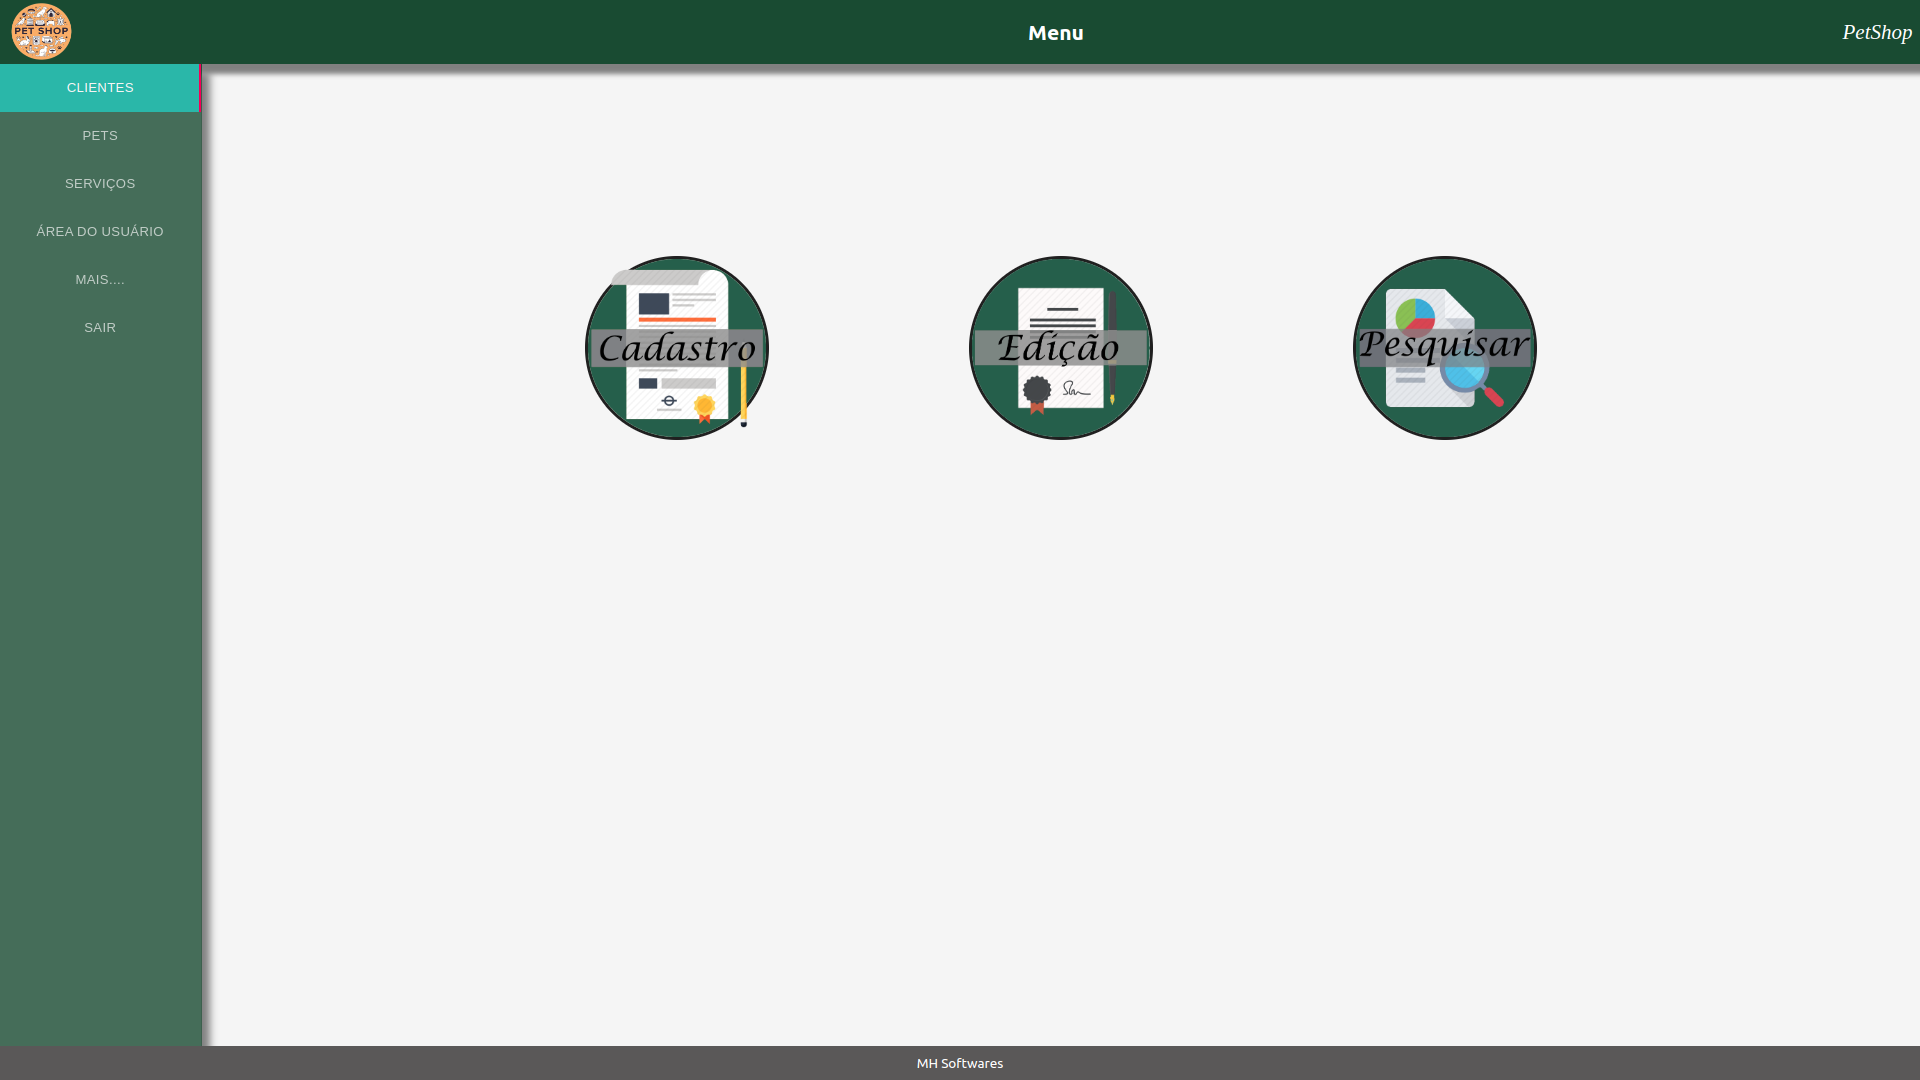 PET SHOP
Menu
PetShop
CLIENTES
PETS
SERVIÇOS
ÁREA DO USUÁRIO
MAIS....
SAIR
Cadastro
Edição
Pesquisar
MH Softwares